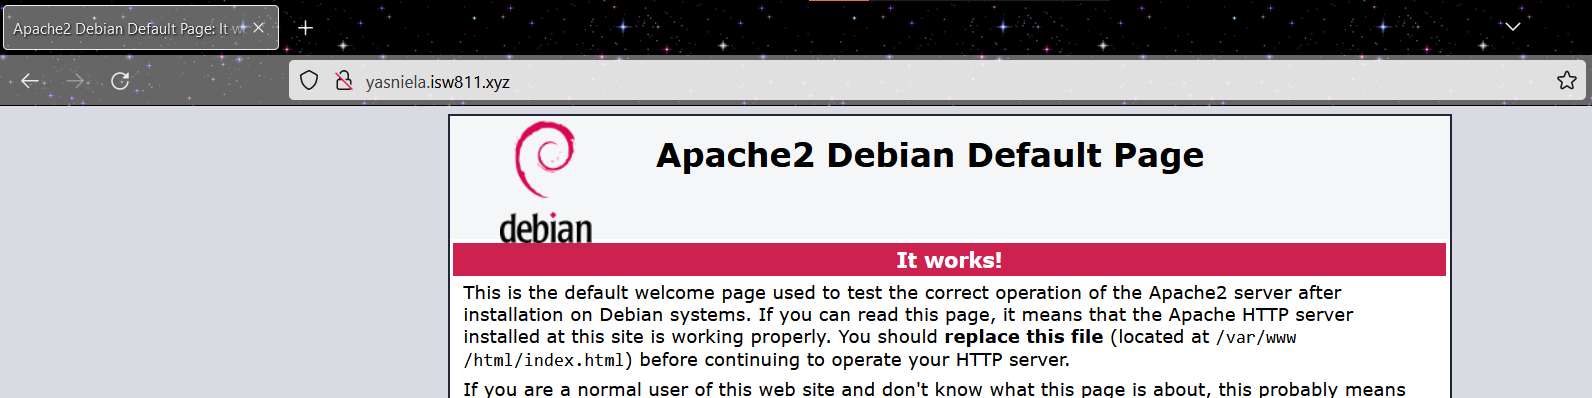 Apache2 Debian Default Page: It wo
yasniela.isw811.xyz
debian
Apache2 Debian Default Page
It works!
This is the default welcome page used to test the correct operation of the Apache2 server after
installation on Debian systems. If you can read this page, it means that the Apache HTTP server
installed at this site is working properly. You should replace this file (located at /var/www
/html/index.html) before continuing to operate your HTTP server.
If you are a normal user of this web site and don't know what this page is about, this probably means